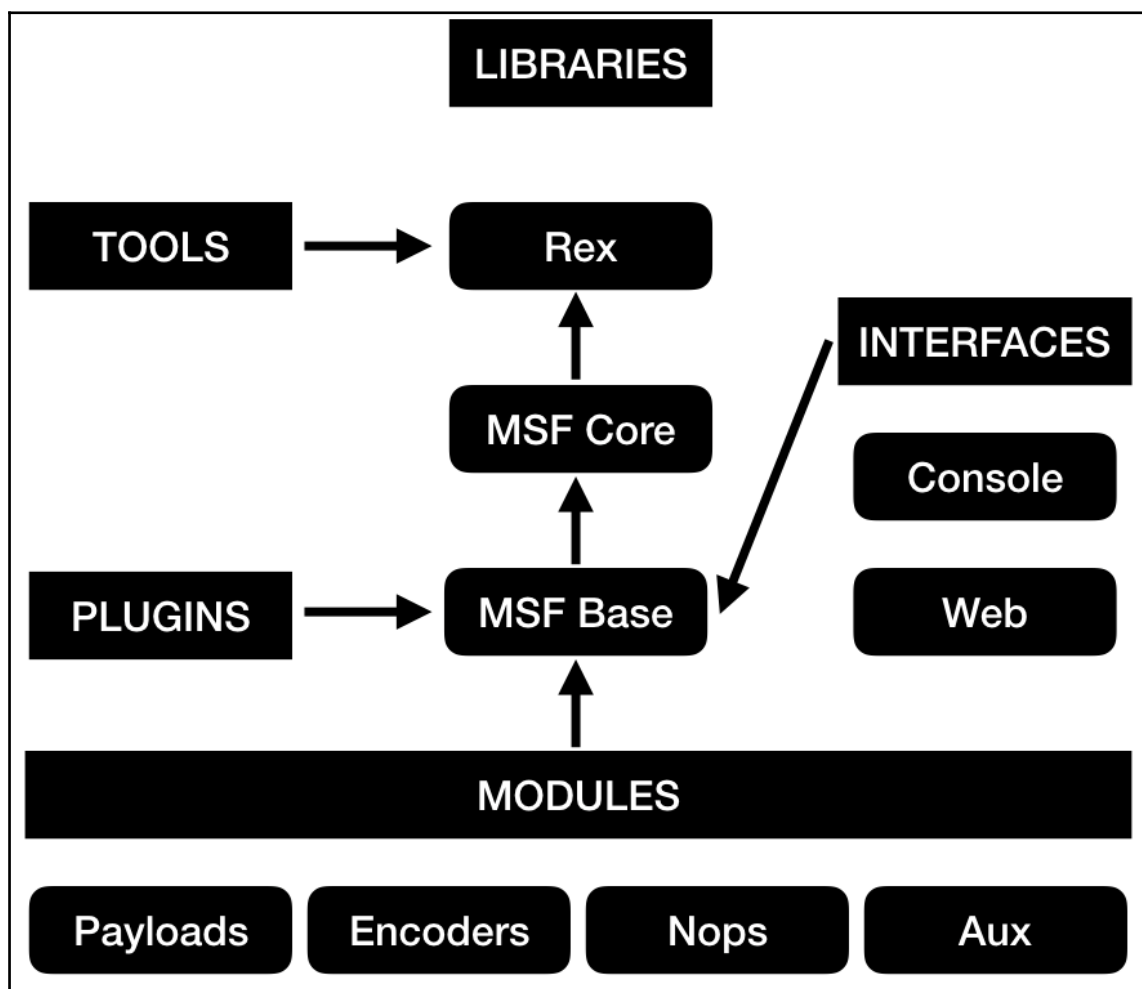 LIBRARIES
TOOLS
Rex
INTERFACES
MSF Core
Console
PLUGINS
MSF Base
Web
MODULES
Payloads
Encoders
Nops
Aux